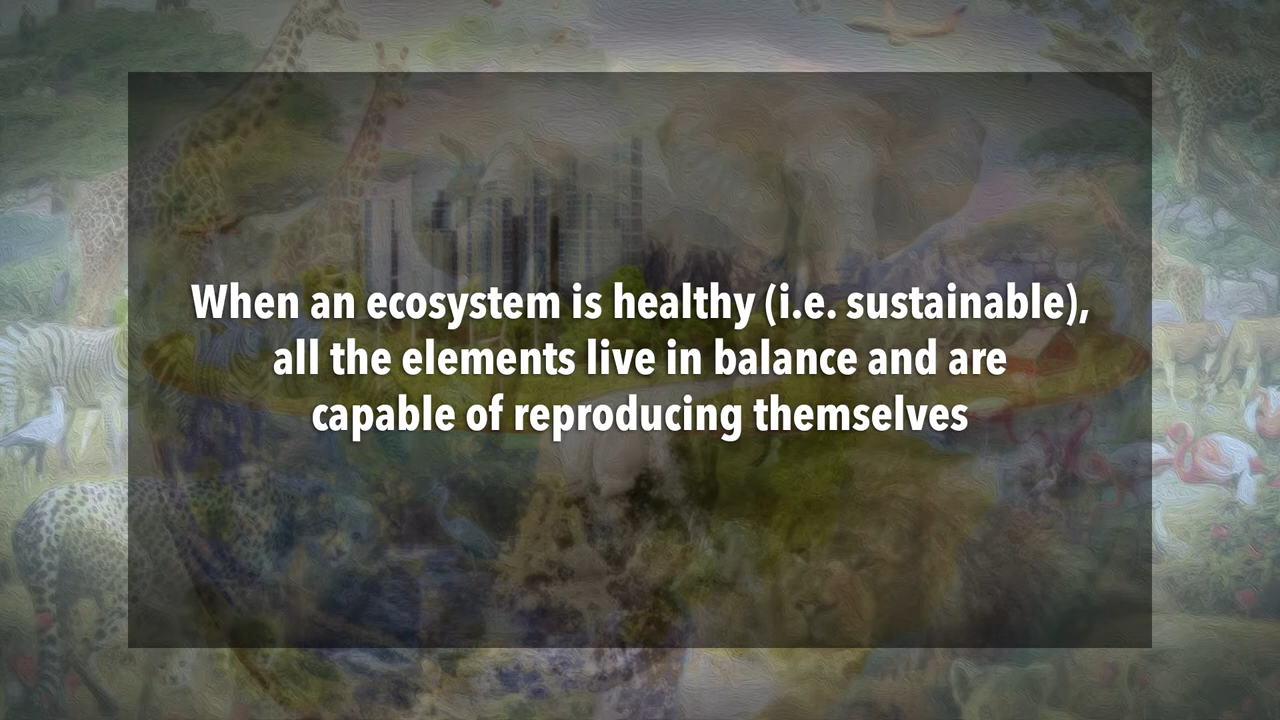 When an ecosystem is healthy (i.e. sustainable),
all the elements live in balance and are
capable of reproducing themselves